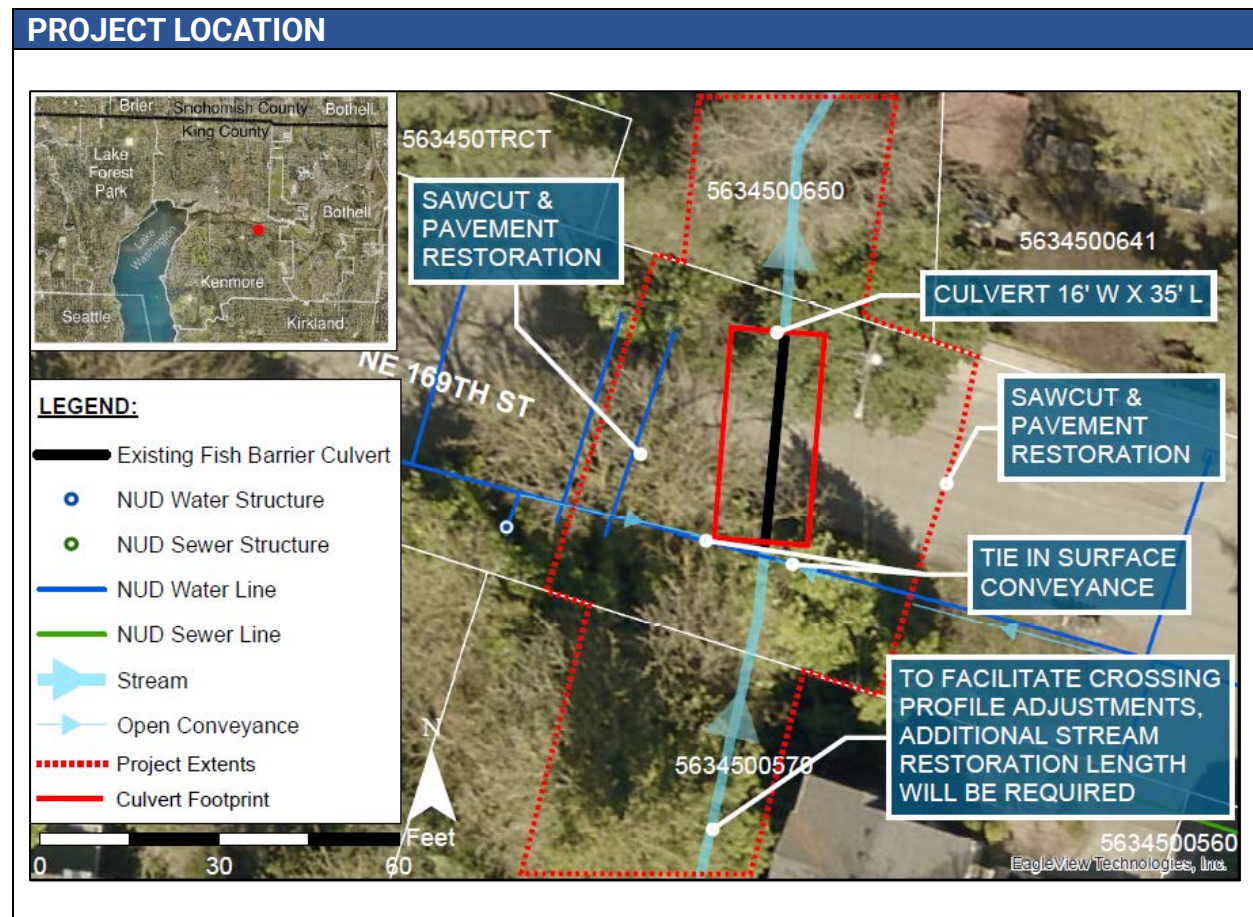 PROJECT LOCATION
Brier
Snohomish County
Bothell
King County
Lake
Forest
Park
Lake
Washington
Bothell
Kenmore
Seattle
Kirkland
563450TRCT
5634500650
5634500641
SAWCUT &
PAVEMENT
RESTORATION
CULVERT 16' W X 35' L
NE 169TH ST
SAWCUT &
PAVEMENT
RESTORATION
TIE IN SURFACE
CONVEYANCE
TO FACILITATE CROSSING
PROFILE ADJUSTMENTS,
ADDITIONAL STREAM
RESTORATION LENGTH
WILL BE REQUIRED
5634500570
5634500560
EagleView Technologies, Inc.
LEGEND:
Existing Fish Barrier Culvert
NUD Water Structure
NUD Sewer Structure
NUD Water Line
NUD Sewer Line
Stream
Open Conveyance
Project Extents
Culvert Footprint
N
Feet
0 30 60